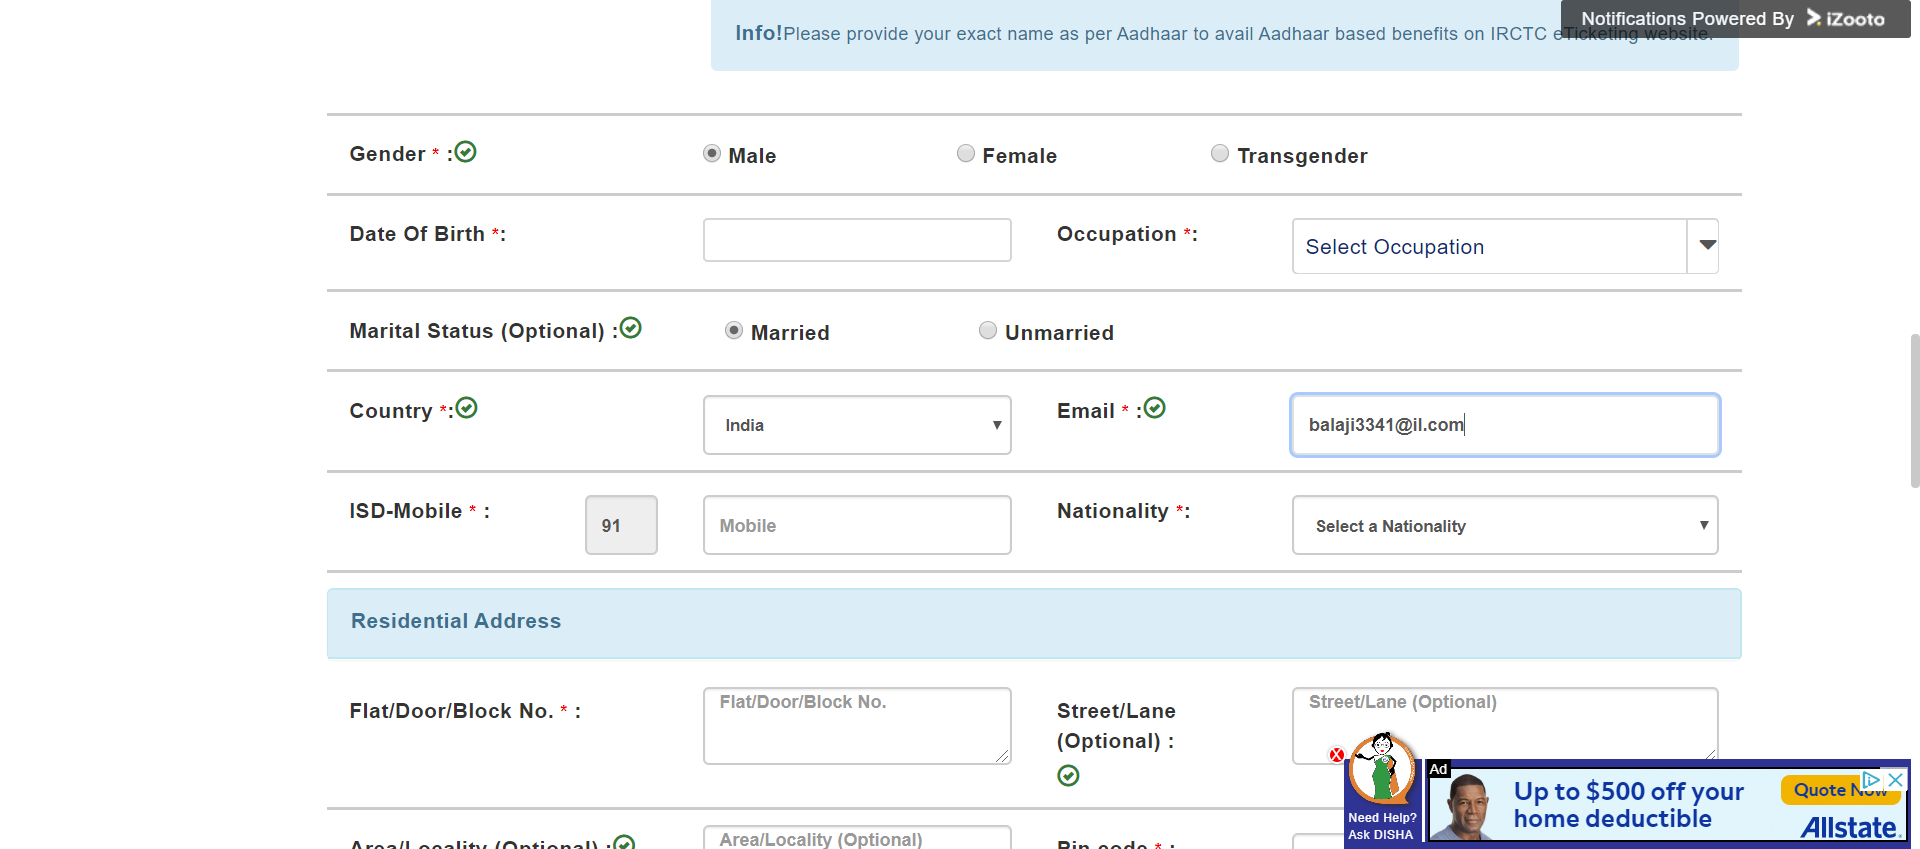 Notifications Powered By iZooto
Info!Please provide your exact name as per Aadhaar to avail Aadhaar based benefits on IRCTC eTicketing website.
Gender * :
Male
Female
Transgender
Date Of Birth *:
Occupation *:
Select Occupation
Marital Status (Optional) :
Married
Unmarried
Country *:
India
Email * :
balaji3341@il.com
ISD-Mobile * :
91
Mobile
Nationality *:
Select a Nationality
Residential Address
Flat/Door/Block No. * :
Flat/Door/Block No.
Street/Lane
(Optional) :
Street/Lane (Optional)
X
Need Help?
Ask DISHA
Ad
Up to $500 off your
home deductible
Quote Now
Allstate.
Area/Locality (Optional) :
Area/Locality (Optional)
Pin code * :